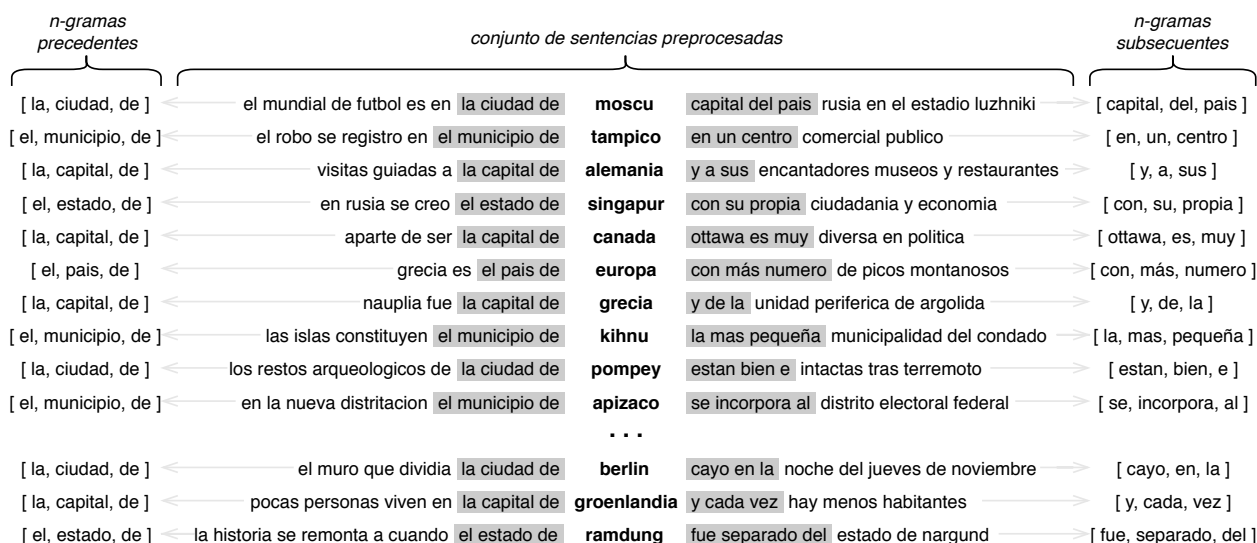 n-gramas precedentes conjunto de sentencias preprocesadas n-gramas subsecuentes
[ la, ciudad, de ] el mundial de futbol es en la ciudad de moscu capital del pais rusia en el estadio luzhniki [ capital, del, pais ]
[ el, municipio, de ] el robo se registro en el municipio de tampico en un centro comercial publico [ en, un, centro ]
[ la, capital, de ] visitas guiadas a la capital de alemania y a sus encantadores museos y restaurantes [ y, a, sus ]
[ el, estado, de ] en rusia se creo el estado de singapur con su propia ciudadania y economia [ con, su, propia ]
[ la, capital, de ] aparte de ser la capital de canada ottawa es muy diversa en politica [ ottawa, es, muy ]
[ el, pais, de ] grecia es el pais de europa con más numero de picos montanosos [ con, más, numero ]
[ la, capital, de ] nauplia fue la capital de grecia y de la unidad periferica de argolida [ y, de, la ]
[ el, municipio, de ] las islas constituyen el municipio de kihnu la mas pequeña municipalidad del condado [ la, mas, pequeña ]
[ la, ciudad, de ] los restos arqueologicos de la ciudad de pompey estan bien e intactas tras terremoto [ estan, bien, e ]
[ el, municipio, de ] en la nueva distritacion el municipio de apizaco se incorpora al distrito electoral federal [ se, incorpora, al ]
. . .
[ la, ciudad, de ] el muro que dividia la ciudad de berlin cayo en la noche del jueves de noviembre [ cayo, en, la ]
[ la, capital, de ] pocas personas viven en la capital de groenlandia y cada vez hay menos habitantes [ y, cada, vez ]
[ el, estado, de ] la historia se remonta a cuando el estado de ramdung fue separado del estado de nargund [ fue, separado, del ]